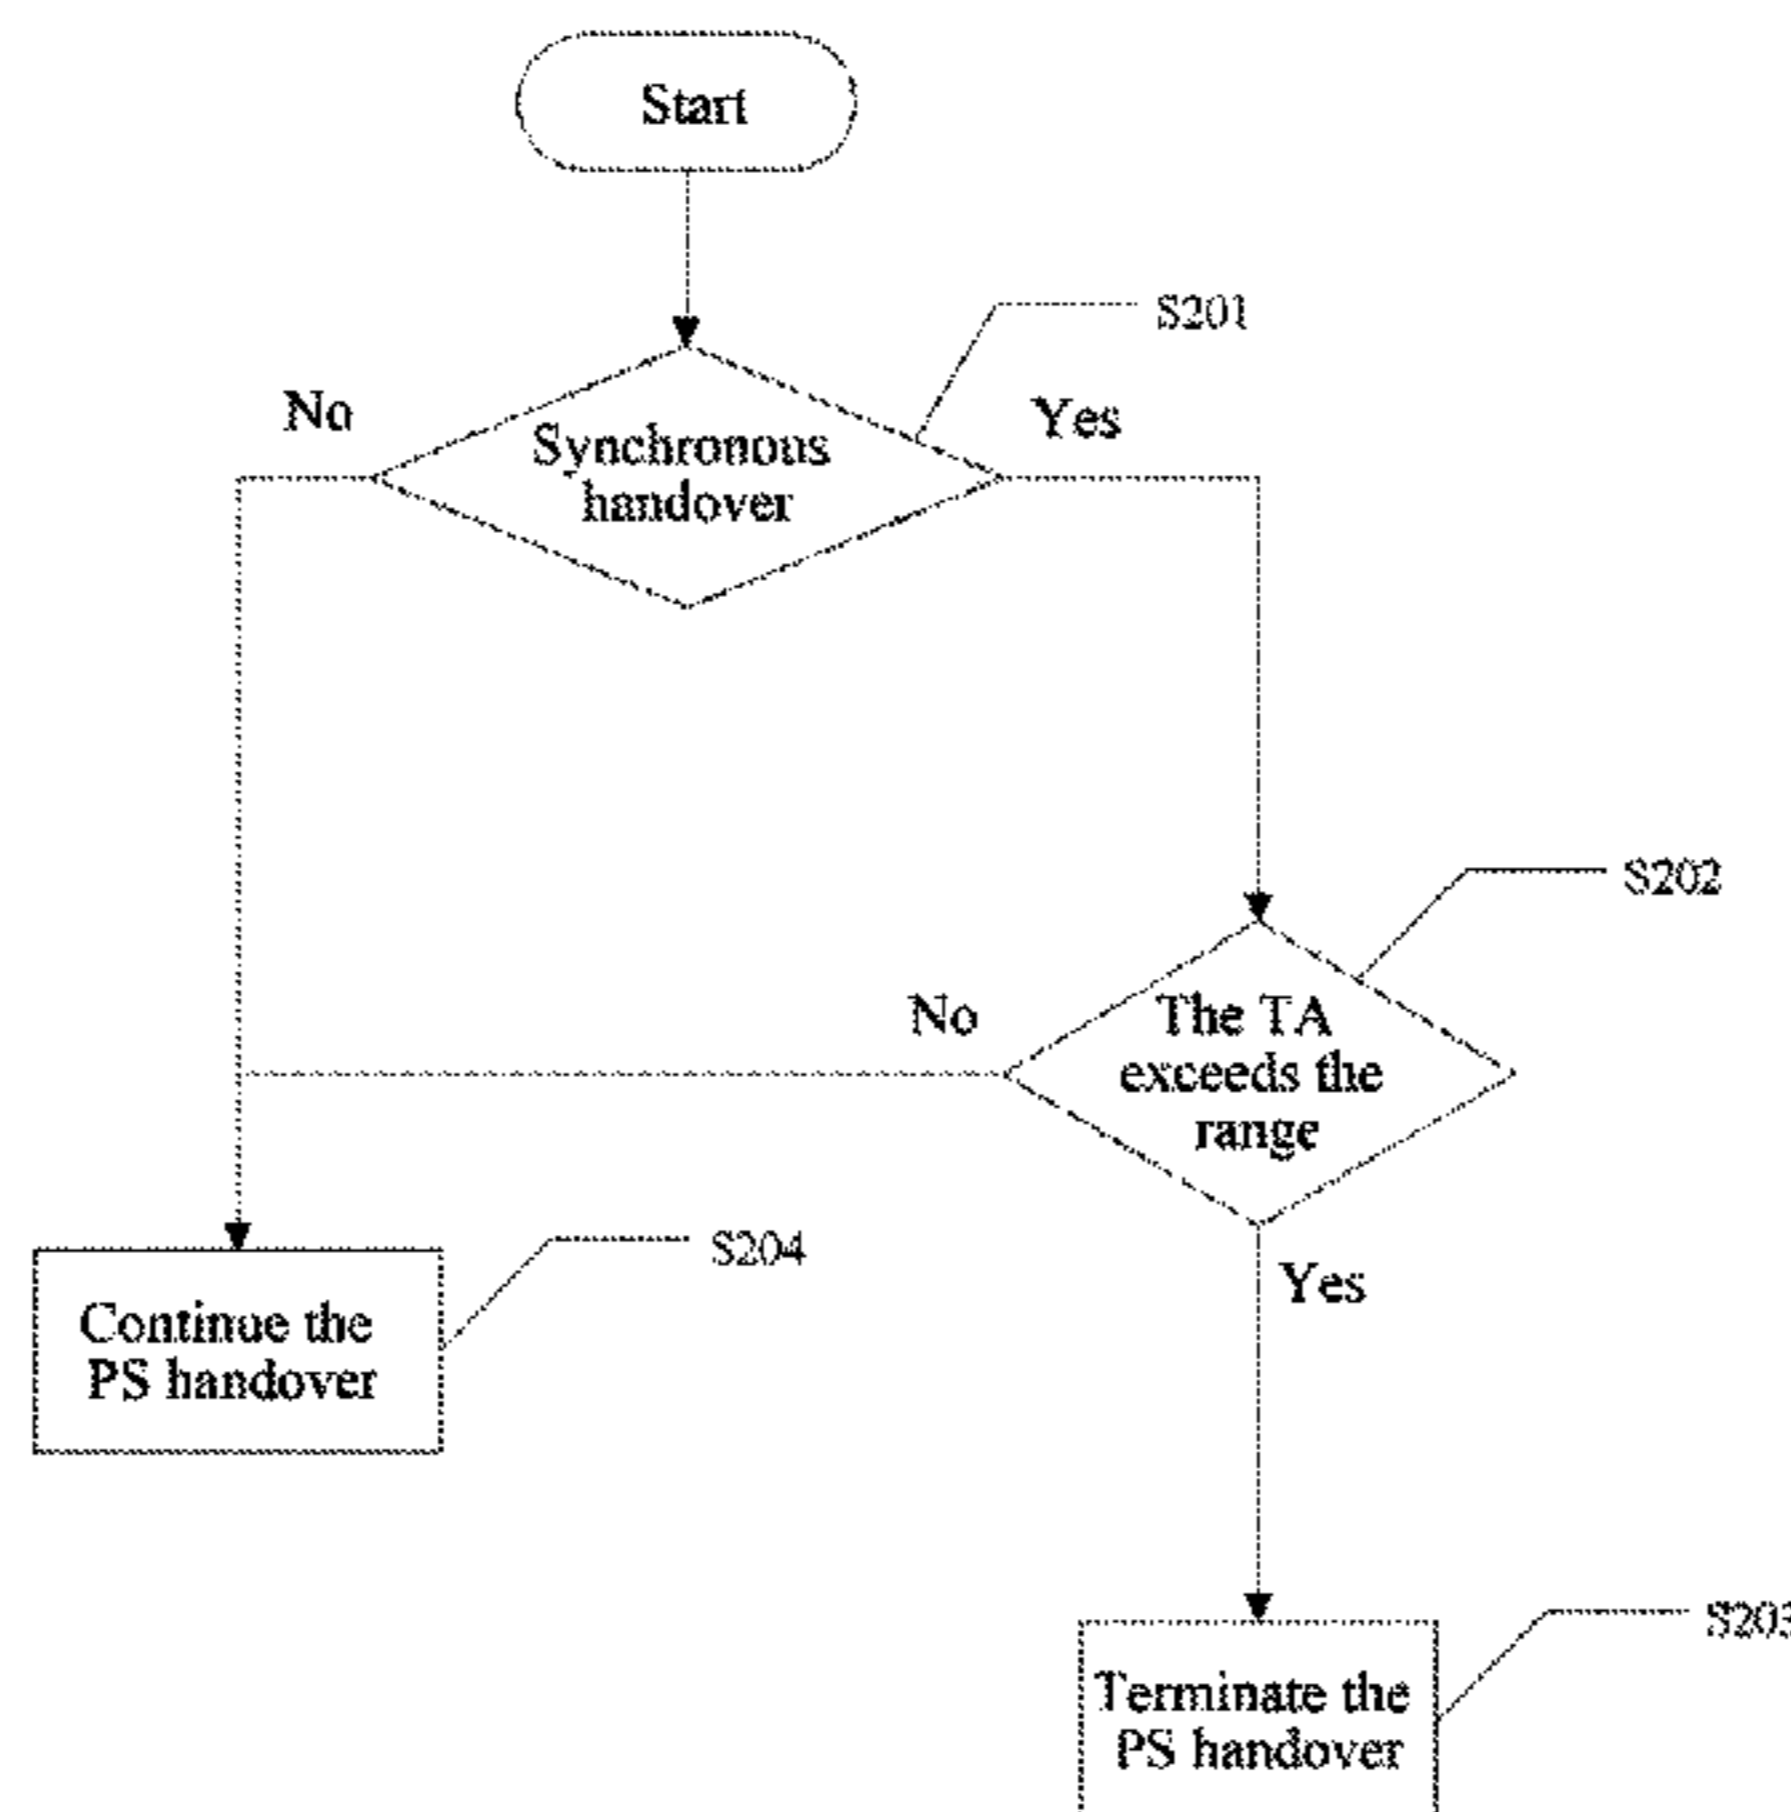 Start
S201
No
Yes
Synchronous
handover
S202
No
The TA
exceeds the
range
S204
Yes
Continue the
PS handover
S203
Terminate the
PS handover